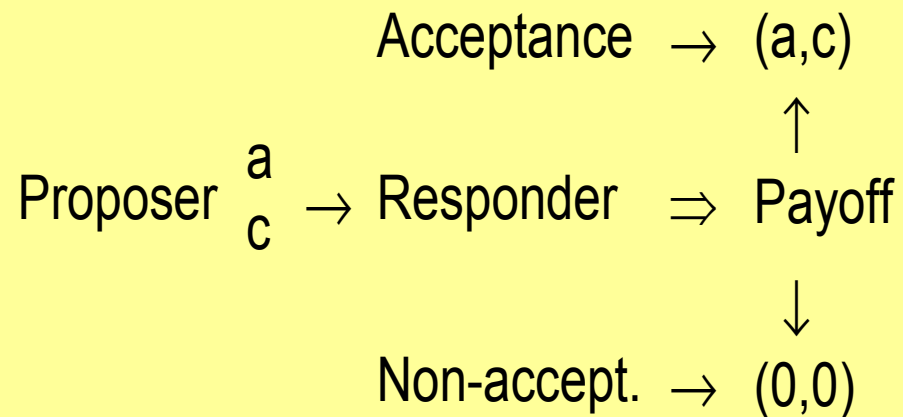 Acceptance → (a,c)
↑
a
Proposer → Responder ⇒ Payoff
c
↓
Non-accept. → (0,0)